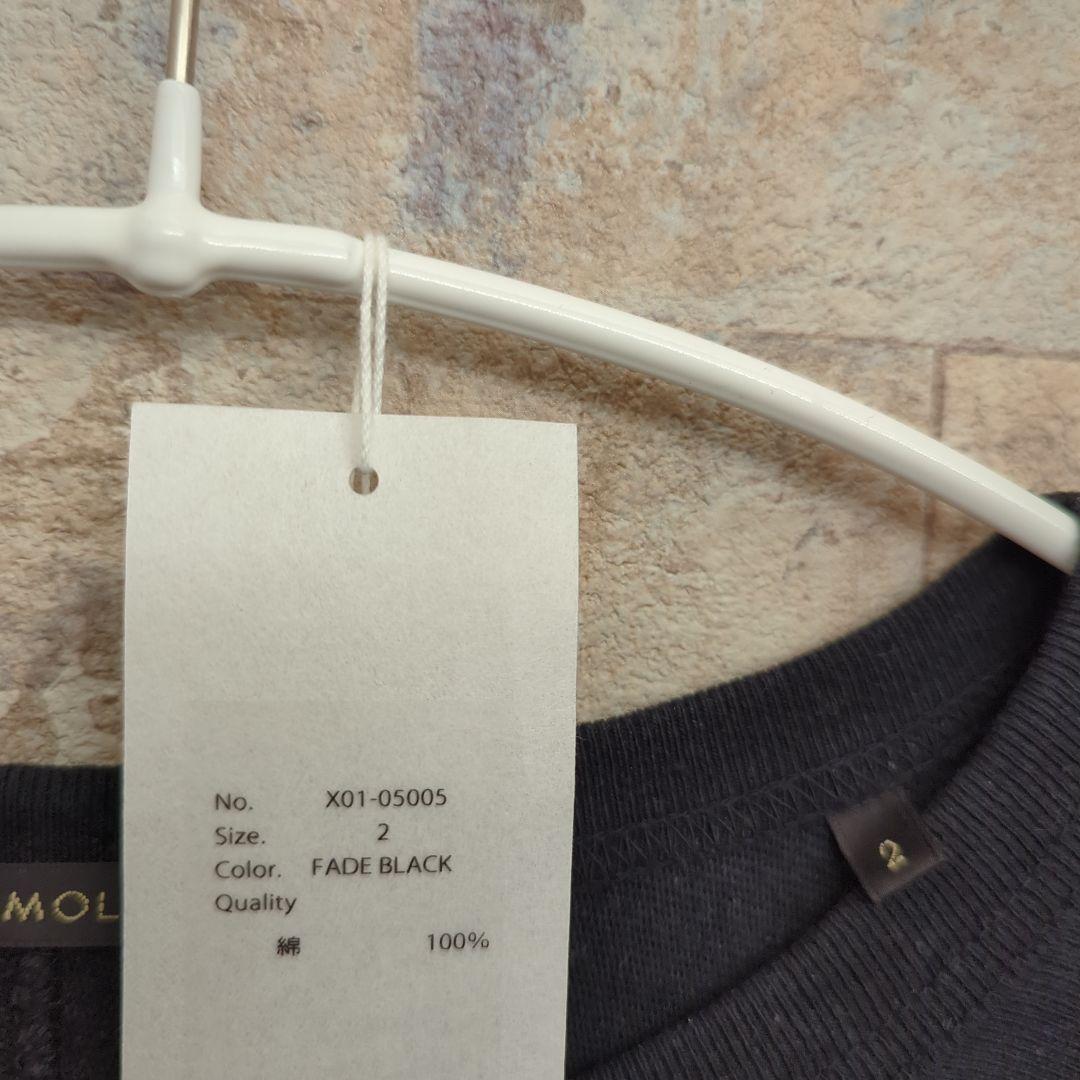 No. X01-05005
Size. 2
Color. FADE BLACK
Quality
綿 100%
2
MOL